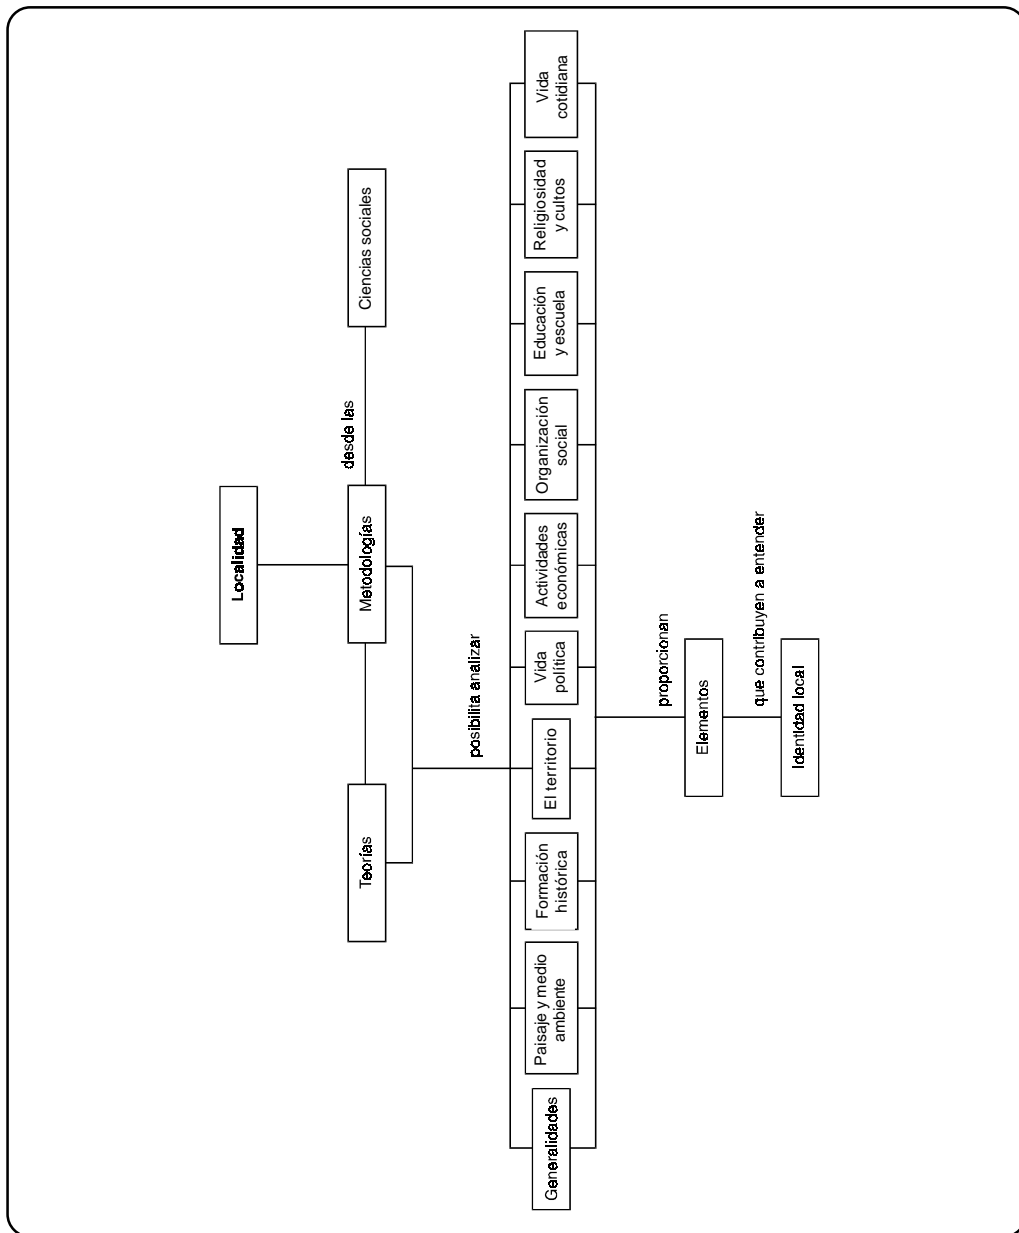 Localidad
Teorías
Metodologías
desde las
Ciencias sociales
posibilita analizar
Generalidades
Paisaje y medio
ambiente
Formación
histórica
El territorio
Vida
política
Actividades
económicas
Organización
social
Educación
y escuela
Religiosidad
y cultos
Vida
cotidiana
proporcionan
Elementos
que contribuyen a entender
Identidad local